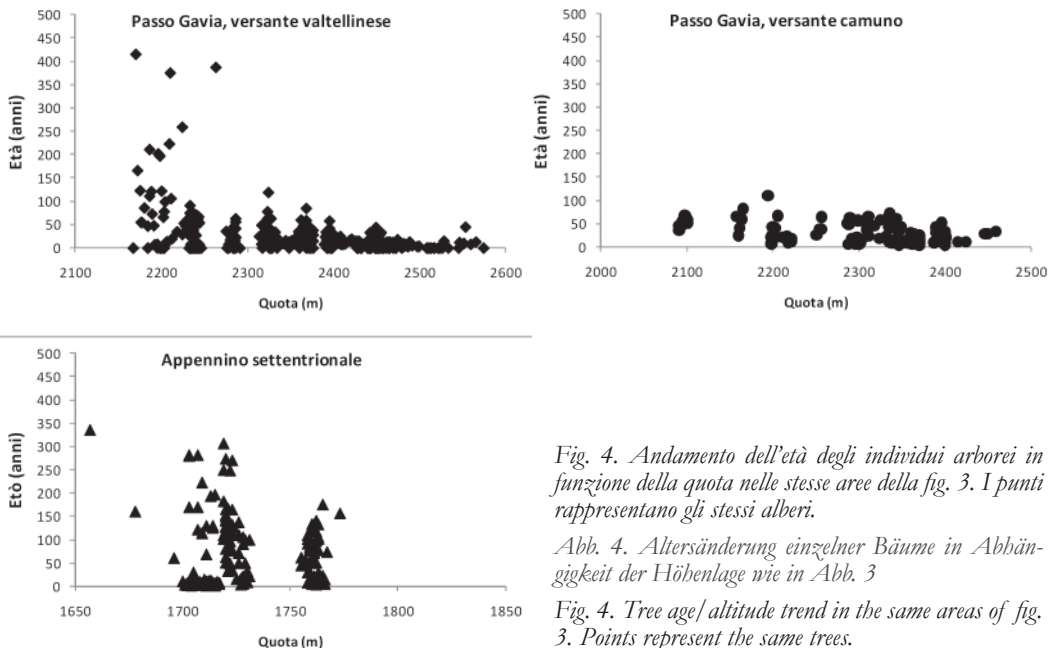 Passo Gavia, versante valtellinese
500
450
400
350
300
250
200
150
100
50
0
Età (anni)
2100 2200 2300 2400 2500 2600
Quota (m)
Passo Gavia, versante camuno
500
450
400
350
300
250
200
150
100
50
0
Età (anni)
2000 2100 2200 2300 2400 2500
Quota (m)
Appennino settentrionale
500
450
400
350
300
250
200
150
100
50
0
Etò (anni)
1650 1700 1750 1800 1850
Quota (m)
Fig. 4. Andamento dell'età degli individui arborei in
funzione della quota nelle stesse aree della fig. 3. I punti
rappresentano gli stessi alberi.
Abb. 4. Altersänderung einzelner Bäume in Abhän-
gigkeit der Höhenlage wie in Abb. 3
Fig. 4. Tree age/altitude trend in the same areas of fig.
3. Points represent the same trees.